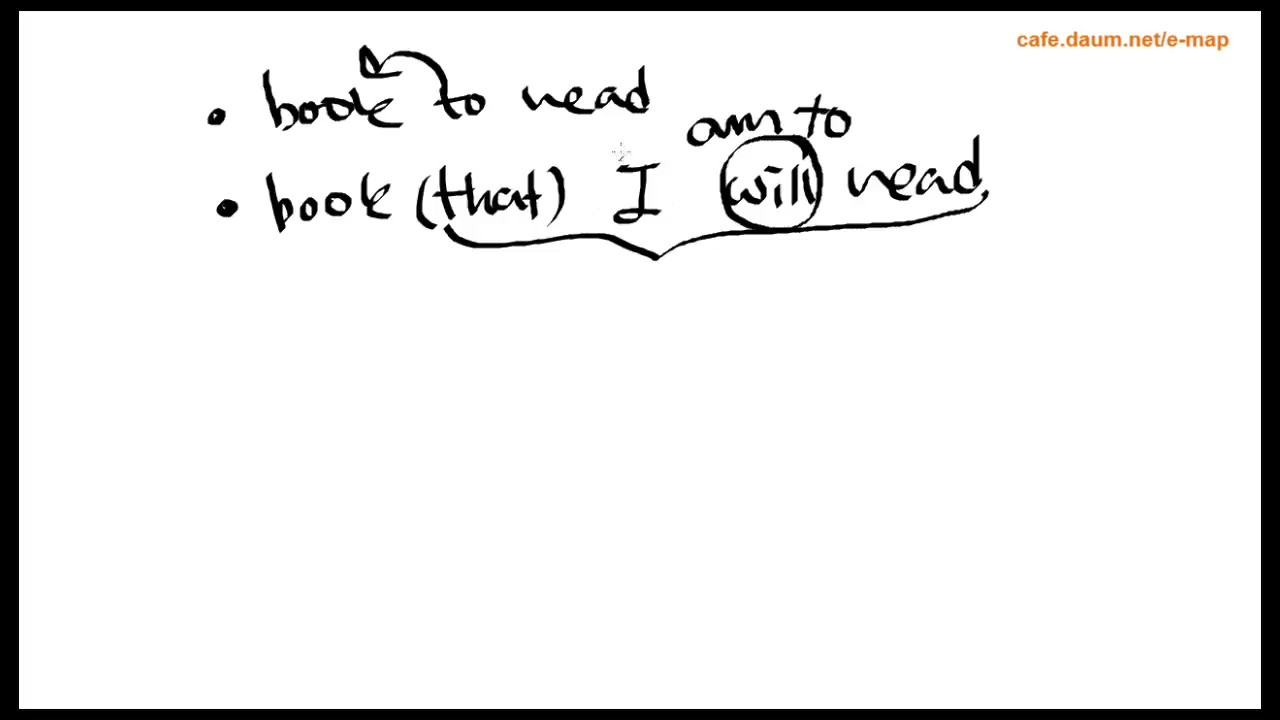 cafe.daum.net/e-map
• book to read
am to
• book (that) I will read